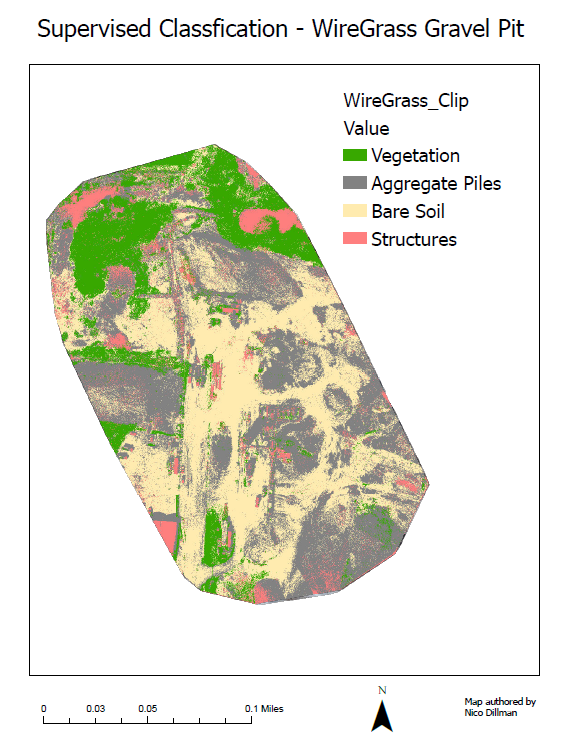 Supervised Classfication - WireGrass Gravel Pit
WireGrass_Clip
Value
Vegetation
Aggregate Piles
Bare Soil
Structures
0 0.03 0.05 0.1 Miles
N
Map authored by
Nico Dillman